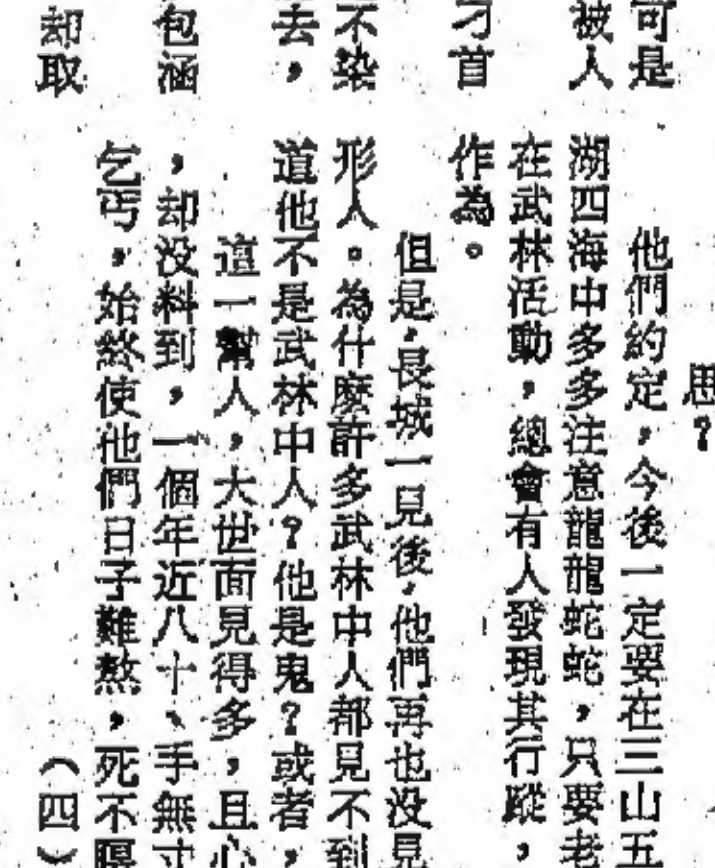 可是
被人
刁首
不染
去，
包涵
却取
思？
他們約定，今後一定要在三山五
湖四海中多多注意龍龍蛇蛇，只要老
在武林活動，總會有人發現其行蹤，
作為。
但是，長城一見後，他們再也没見
形人。為什麽許多武林中人都見不到
道他不是武林中人？他是鬼？或者，
這一幫人，大世面見得多，且心
，却没料到，一個年近八十、手無寸
乞丐，始終使他們日子難熬，死不瞑
（四）